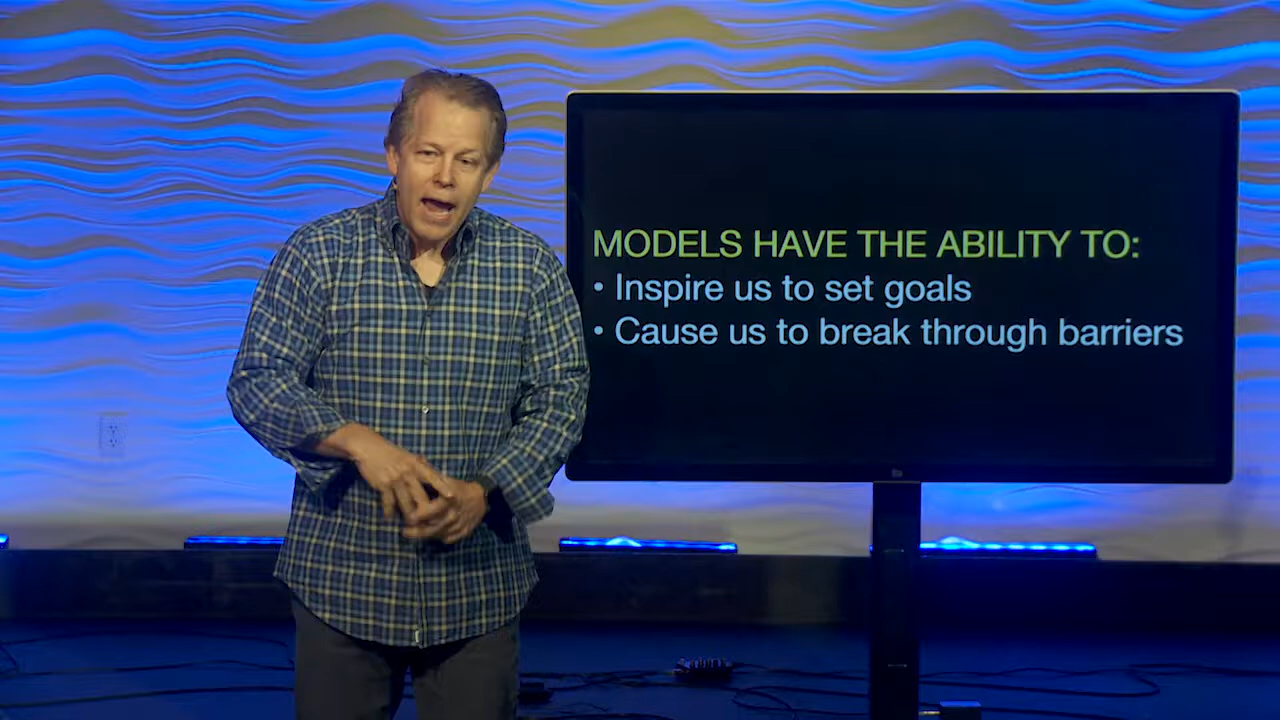 MODELS HAVE THE ABILITY TO:
• Inspire us to set goals
• Cause us to break through barriers